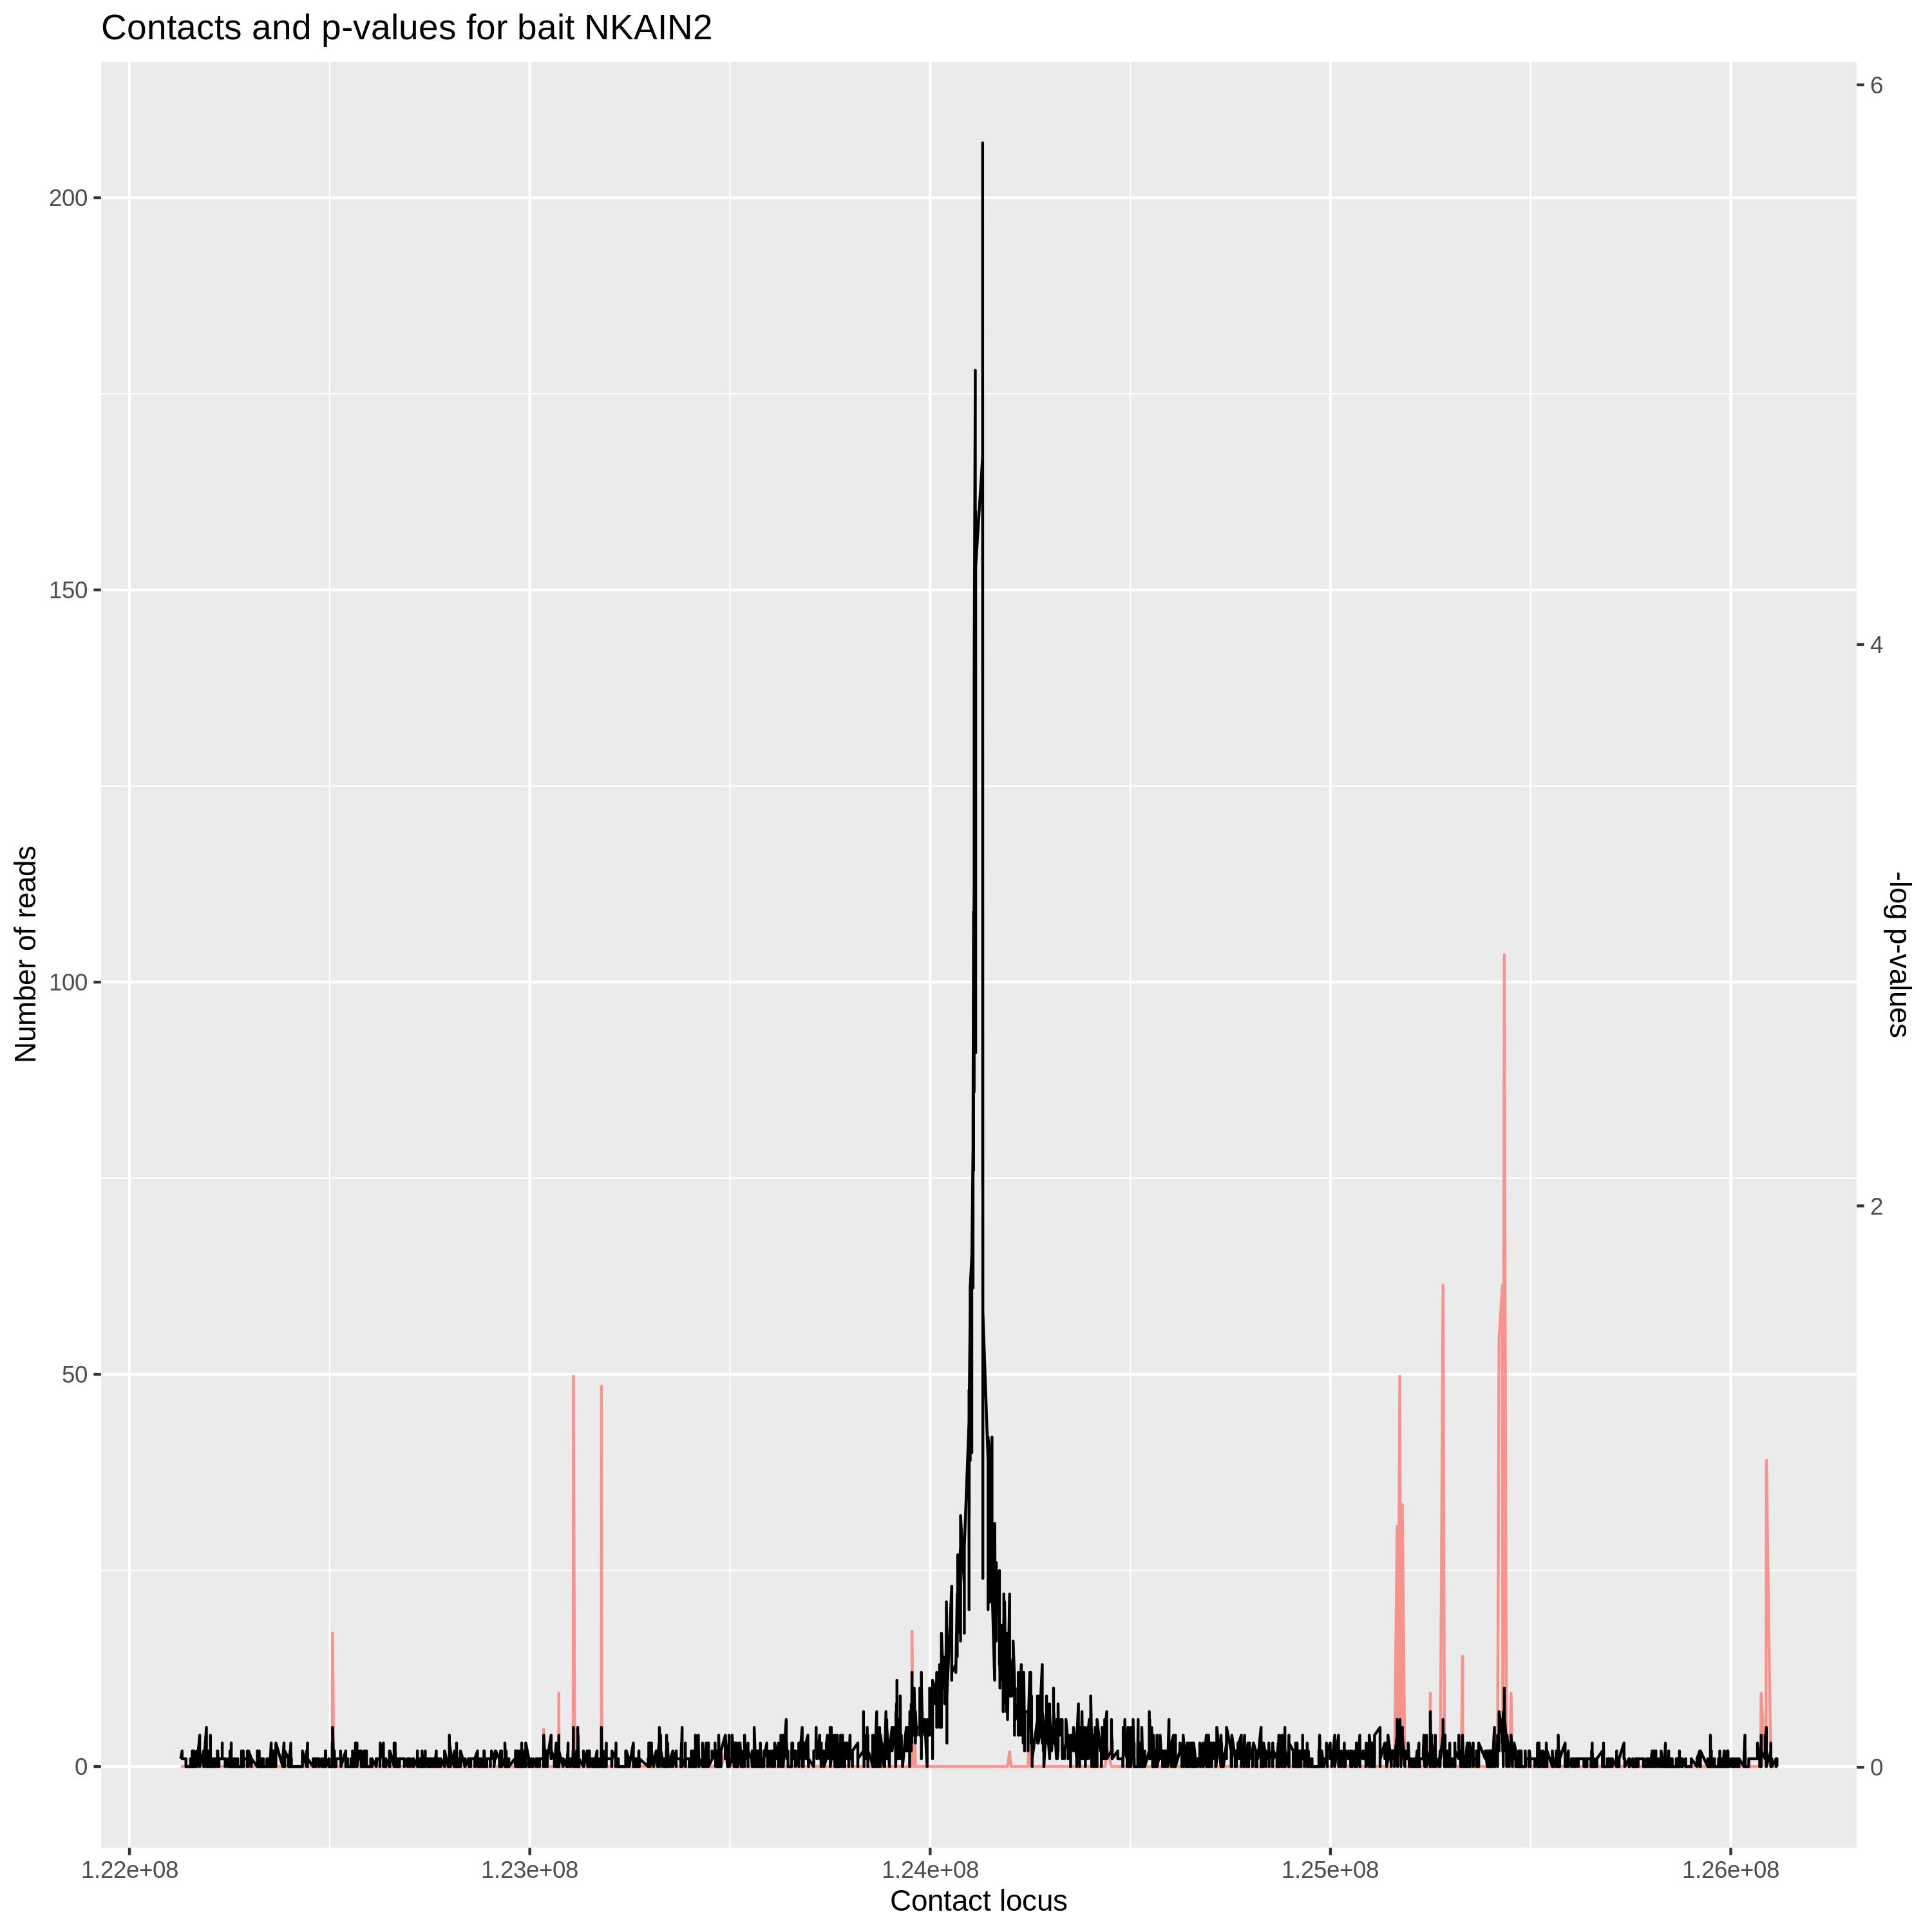 Contacts and p-values for bait NKAIN2
6
200
4
150
Number of reads
-log p-values
100
2
50
0
0
1.22e+08
1.23e+08
1.24e+08
1.25e+08
1.26e+08
Contact locus